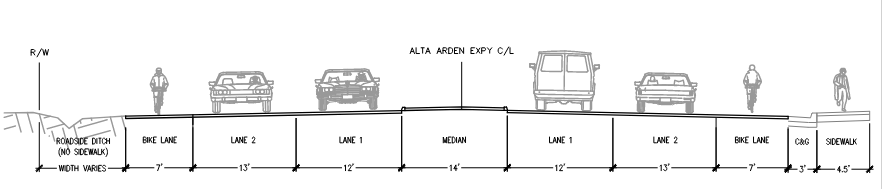 R/W
ALTA ARDEN EXPY C/L
ROADSIDE DITCH
(NO SIDEWALK)
BIKE LANE
LANE 2
LANE 1
MEDIAN
LANE 1
LANE 2
BIKE LANE
C&G
SIDEWALK
WIDTH VARIES
7'
13'
12'
14'
12'
13'
7'
3'
4.5'